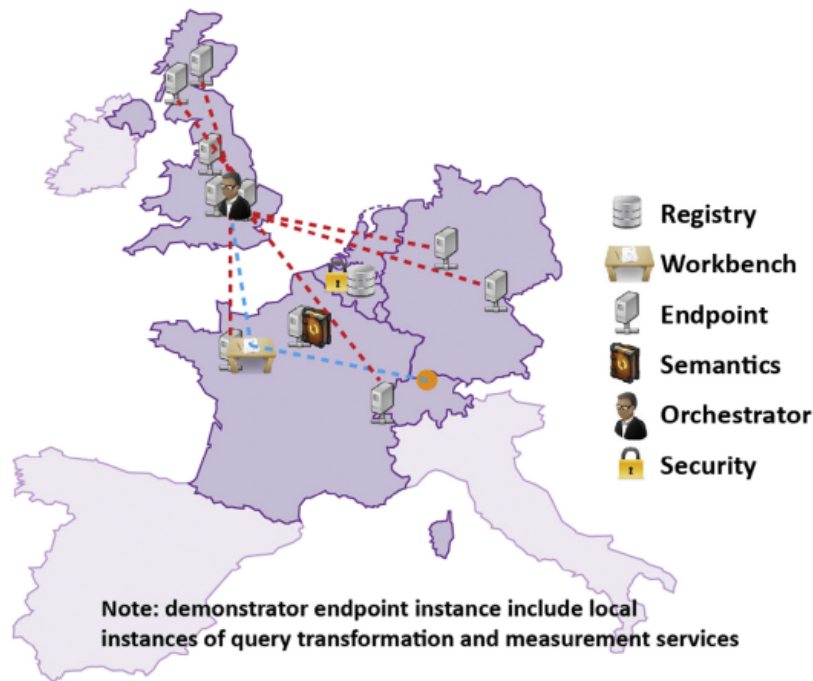 Registry
Workbench
Endpoint
Semantics
Orchestrator
Security
Note: demonstrator endpoint instance include local
instances of query transformation and measurement services